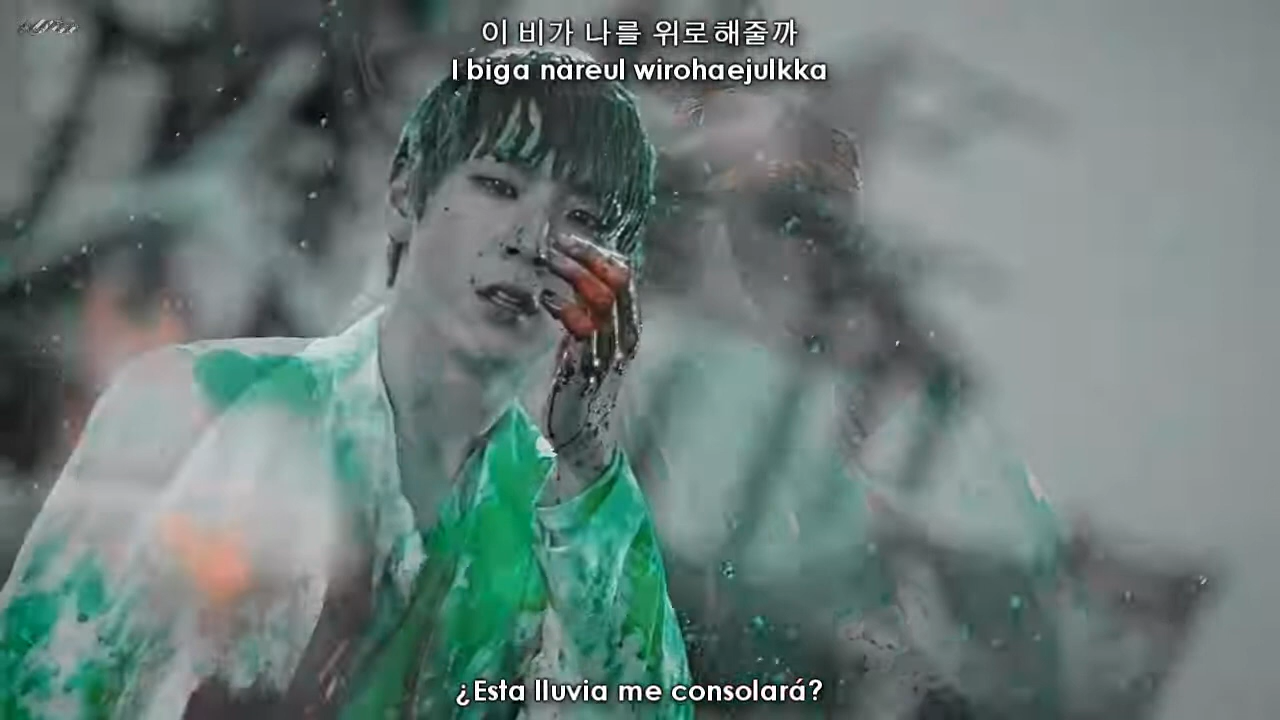 이 비가 나를 위로해줄까
I biga nareul wirohaejulkka
¿Esta lluvia me consolará?